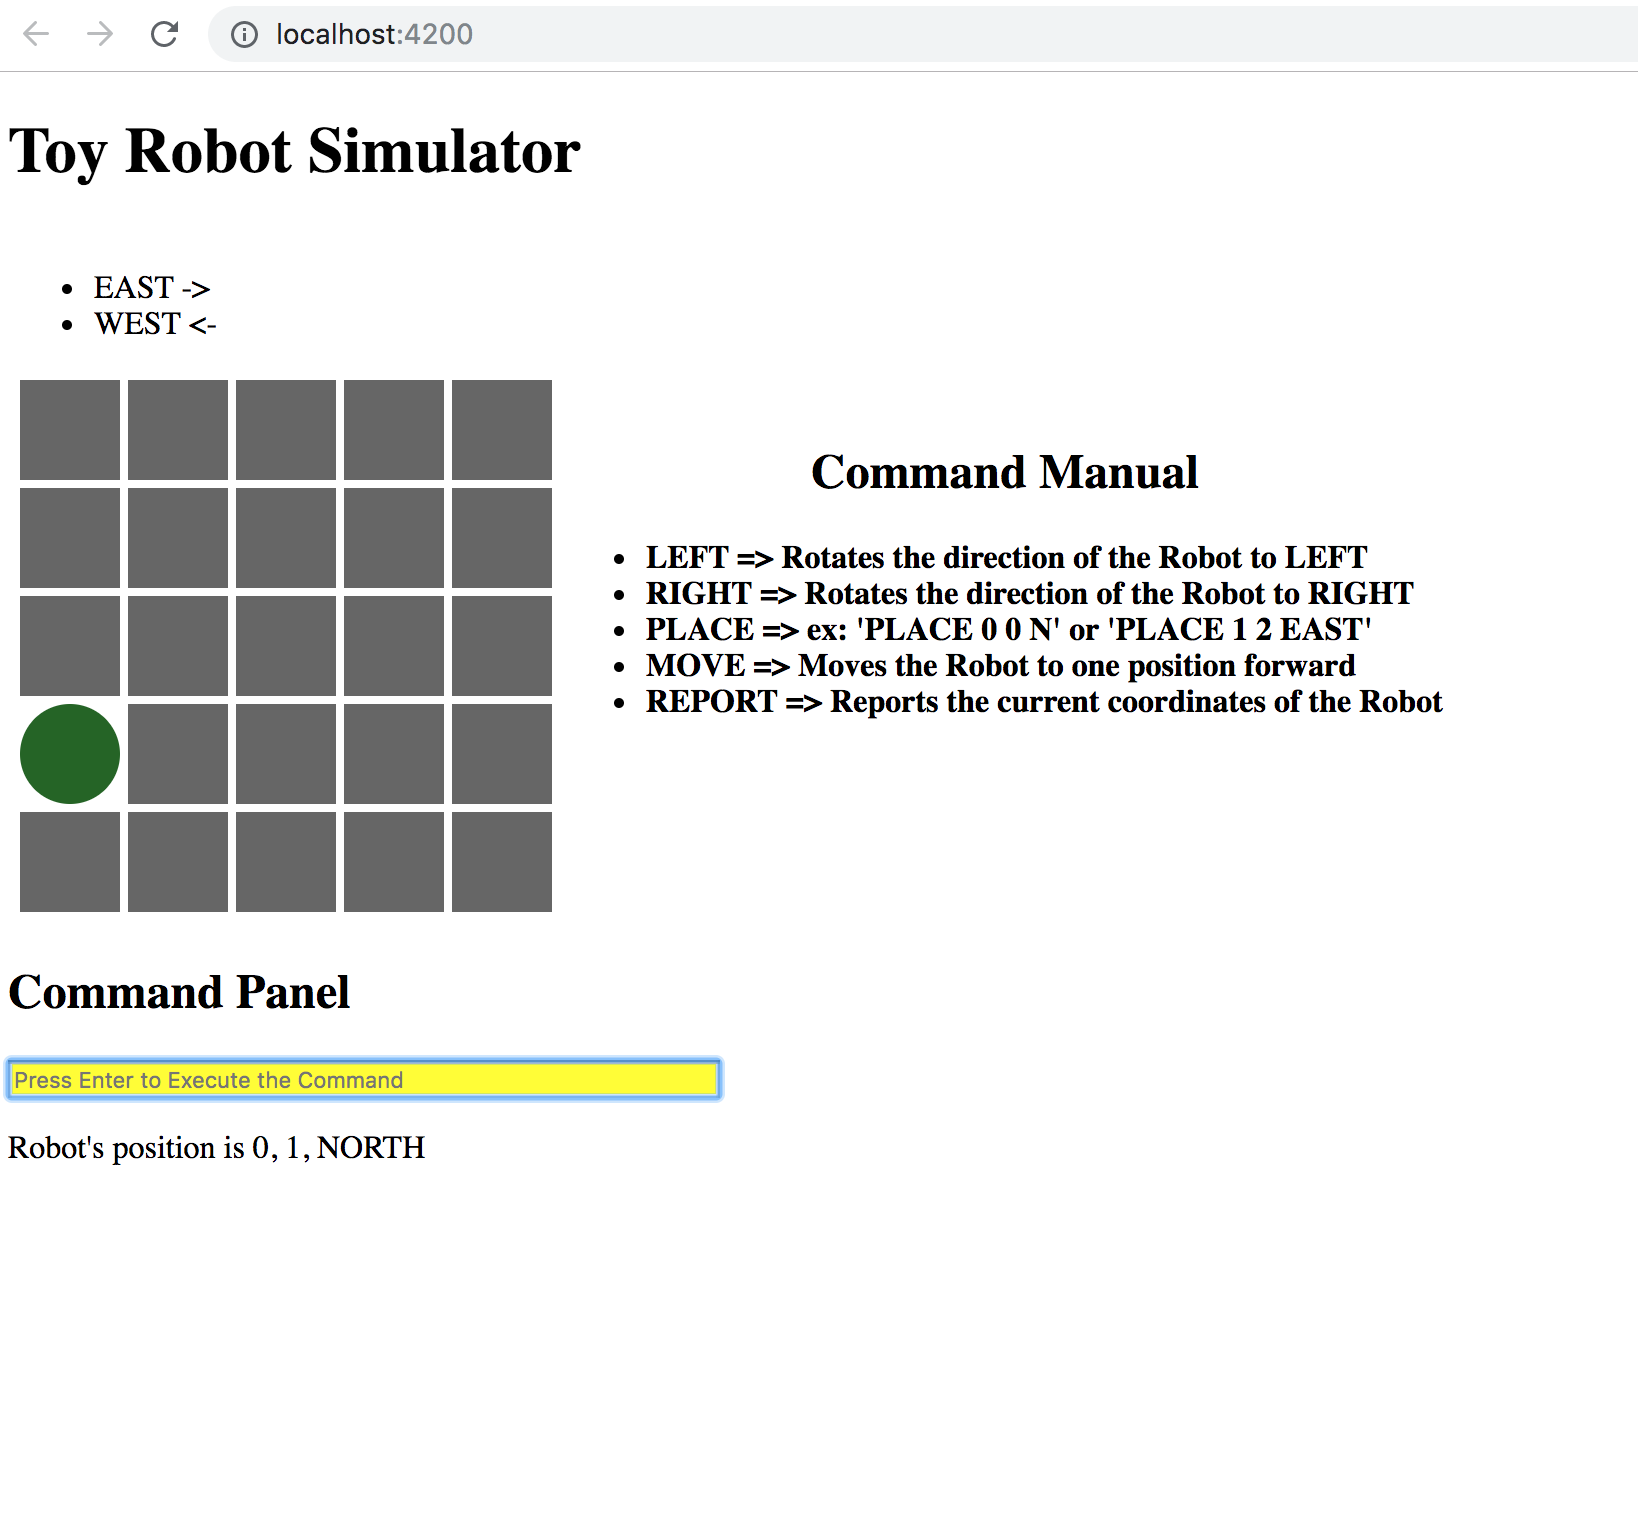 localhost:4200
Toy Robot Simulator
EAST ->
WEST <-
Command Manual
LEFT => Rotates the direction of the Robot to LEFT
RIGHT => Rotates the direction of the Robot to RIGHT
PLACE => ex: 'PLACE 0 0 N' or 'PLACE 1 2 EAST'
MOVE => Moves the Robot to one position forward
REPORT => Reports the current coordinates of the Robot
Command Panel
Press Enter to Execute the Command
Robot's position is 0, 1, NORTH